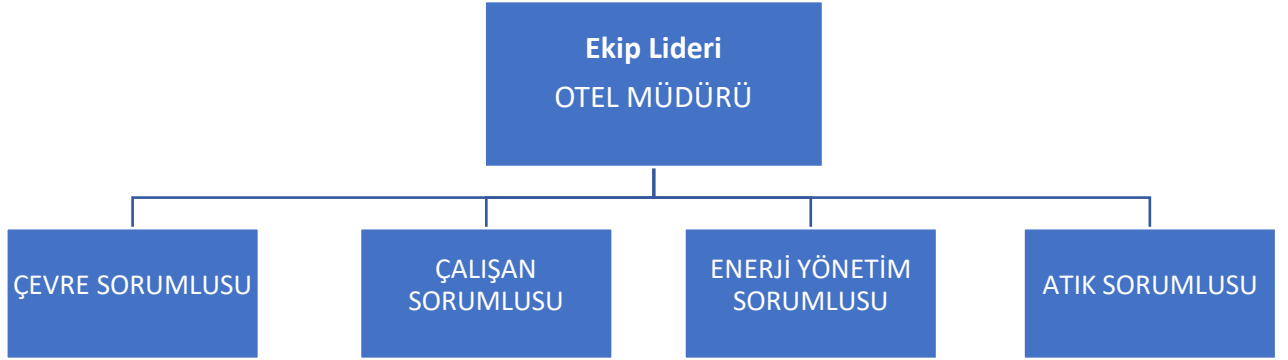 Ekip Lideri
OTEL MÜDÜRÜ
ÇEVRE SORUMLUSU
ÇALIŞAN
SORUMLUSU
ENERJİ YÖNETİM
SORUMLUSU
ATIK SORUMLUSU